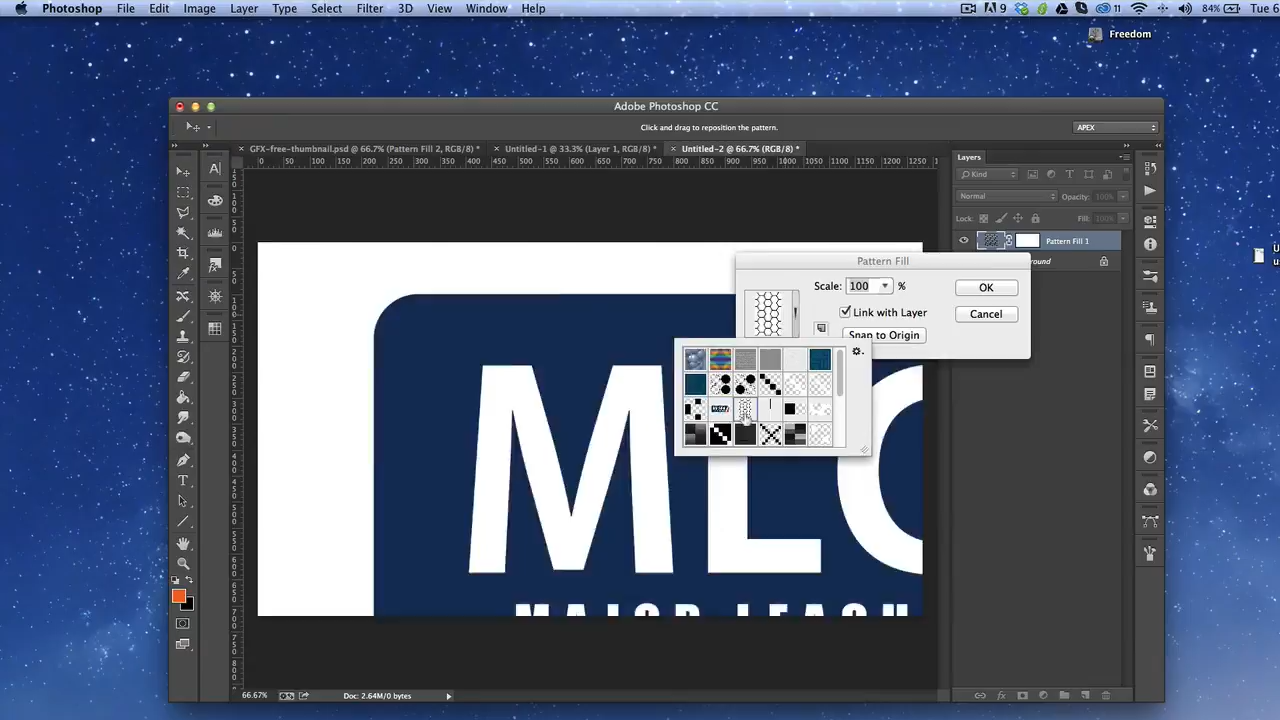 Photoshop File Edit Image Layer Type Select Filter 3D View Window Help 9 11 84% Tue 6
Freedom
Adobe Photoshop CC
Click and drag to reposition the pattern. APEX
× GFX-free-thumbnail.psd @ 66.7% (Pattern Fill 2, RGB/8) * × Untitled-1 @ 33.3% (Layer 1, RGB/8) * × Untitled-2 @ 66.7% (RGB/8) *
0 50 100 150 200 250 300 350 400 450 500 550 600 650 700 750 800 850 900 950 1000 1050 1100 1150 1200 1250
Layers
Kind
Normal Opacity: 100%
Lock: Fill: 100%
Pattern Fill 1
ound
Pattern Fill
Scale: 100 %
OK
Link with Layer
Cancel
Snap to Origin
MLG
MAJOR LEAGU
66.67% Doc: 2.64M/0 bytes